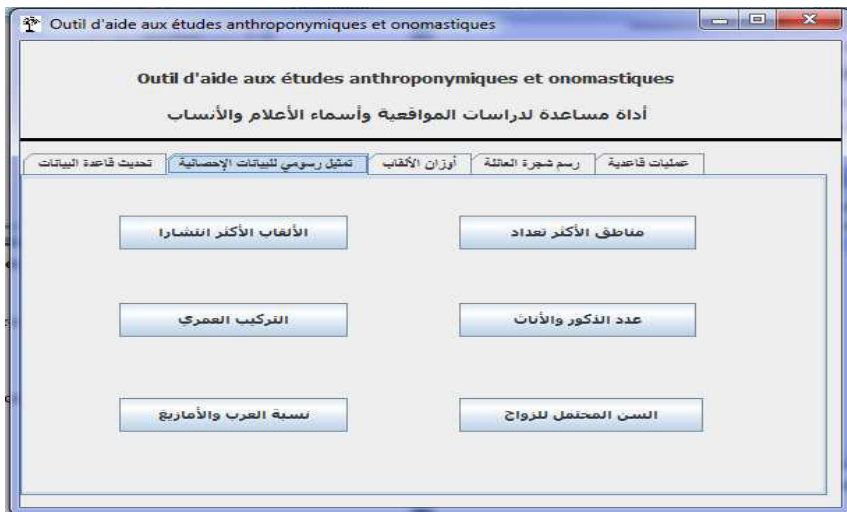 Outil d'aide aux études anthroponymiques et onomastiques
Outil d'aide aux études anthroponymiques et onomastiques
أداة مساعدة لدراسات المواقعية وأسماء الأعلام والأنساب
عمليات قاعدية رسم شجرة العائلة أوزان الألقاب تمثيل رسومي للبيانات الإحصائية تحديث قاعدة البيانات
مناطق الأكثر تعداد الألقاب الأكثر انتشارا
عدد الذكور والأناث التركيب العمري
السن المحتمل للزواج نسبة العرب والأمازيغ